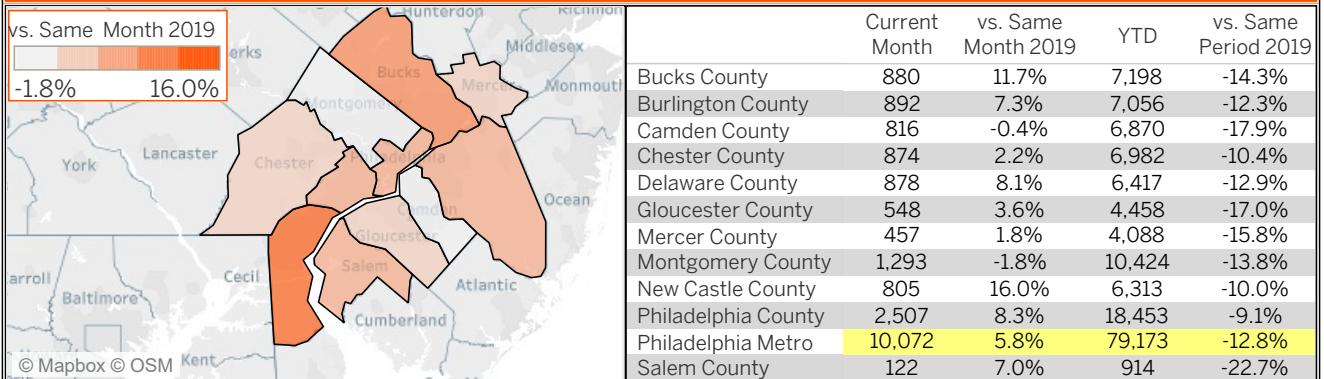 vs. Same Month 2019
-1.8% 16.0%
Hunterdon
Richmon
Middlesex
erks
Bucks
Mercer
Monmout
Montgomery
Lancaster
York
Chester
Philadelphia
Ocean
Camden
Gloucester
Salem
Cecil
Atlantic
arroll
Baltimore
Cumberland
Kent
© Mapbox © OSM
Current Month vs. Same Month 2019 YTD vs. Same Period 2019
Bucks County 880 11.7% 7,198 -14.3%
Burlington County 892 7.3% 7,056 -12.3%
Camden County 816 -0.4% 6,870 -17.9%
Chester County 874 2.2% 6,982 -10.4%
Delaware County 878 8.1% 6,417 -12.9%
Gloucester County 548 3.6% 4,458 -17.0%
Mercer County 457 1.8% 4,088 -15.8%
Montgomery County 1,293 -1.8% 10,424 -13.8%
New Castle County 805 16.0% 6,313 -10.0%
Philadelphia County 2,507 8.3% 18,453 -9.1%
Philadelphia Metro 10,072 5.8% 79,173 -12.8%
Salem County 122 7.0% 914 -22.7%